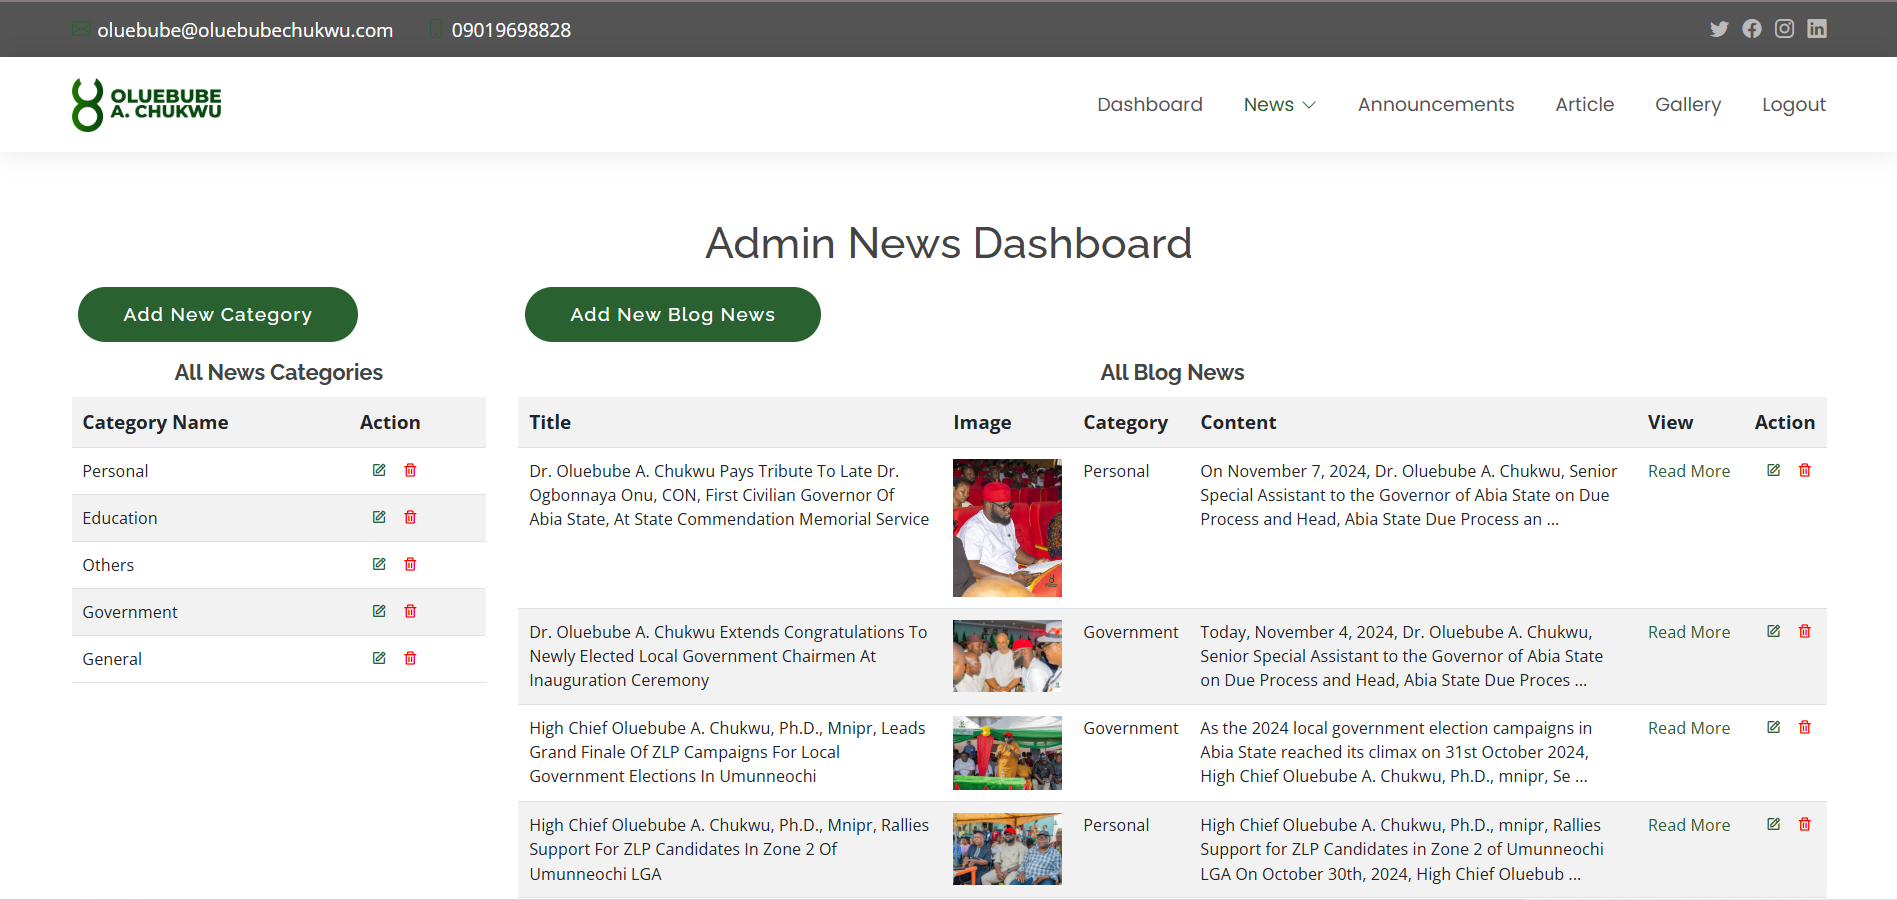 oluebube@oluebubechukwu.com 09019698828
OLUEBUBE
A. CHUKWU
Dashboard News Announcements Article Gallery Logout
Admin News Dashboard
Add New Category
All News Categories
Category Name Action
Personal
Education
Others
Government
General
Add New Blog News
All Blog News
Title Image Category Content View Action
Dr. Oluebube A. Chukwu Pays Tribute To Late Dr.
Ogbonnaya Onu, CON, First Civilian Governor Of
Abia State, At State Commendation Memorial Service
Personal
On November 7, 2024, Dr. Oluebube A. Chukwu, Senior
Special Assistant to the Governor of Abia State on Due
Process and Head, Abia State Due Process an ...
Read More
Dr. Oluebube A. Chukwu Extends Congratulations To
Newly Elected Local Government Chairmen At
Inauguration Ceremony
Government
Today, November 4, 2024, Dr. Oluebube A. Chukwu,
Senior Special Assistant to the Governor of Abia State
on Due Process and Head, Abia State Due Proces ...
Read More
High Chief Oluebube A. Chukwu, Ph.D., Mnipr, Leads
Grand Finale Of ZLP Campaigns For Local
Government Elections In Umunneochi
Government
As the 2024 local government election campaigns in
Abia State reached its climax on 31st October 2024,
High Chief Oluebube A. Chukwu, Ph.D., mnipr, Se ...
Read More
High Chief Oluebube A. Chukwu, Ph.D., Mnipr, Rallies
Support For ZLP Candidates In Zone 2 Of
Umunneochi LGA
Personal
High Chief Oluebube A. Chukwu, Ph.D., mnipr, Rallies
Support for ZLP Candidates in Zone 2 of Umunneochi
LGA On October 30th, 2024, High Chief Oluebub ...
Read More